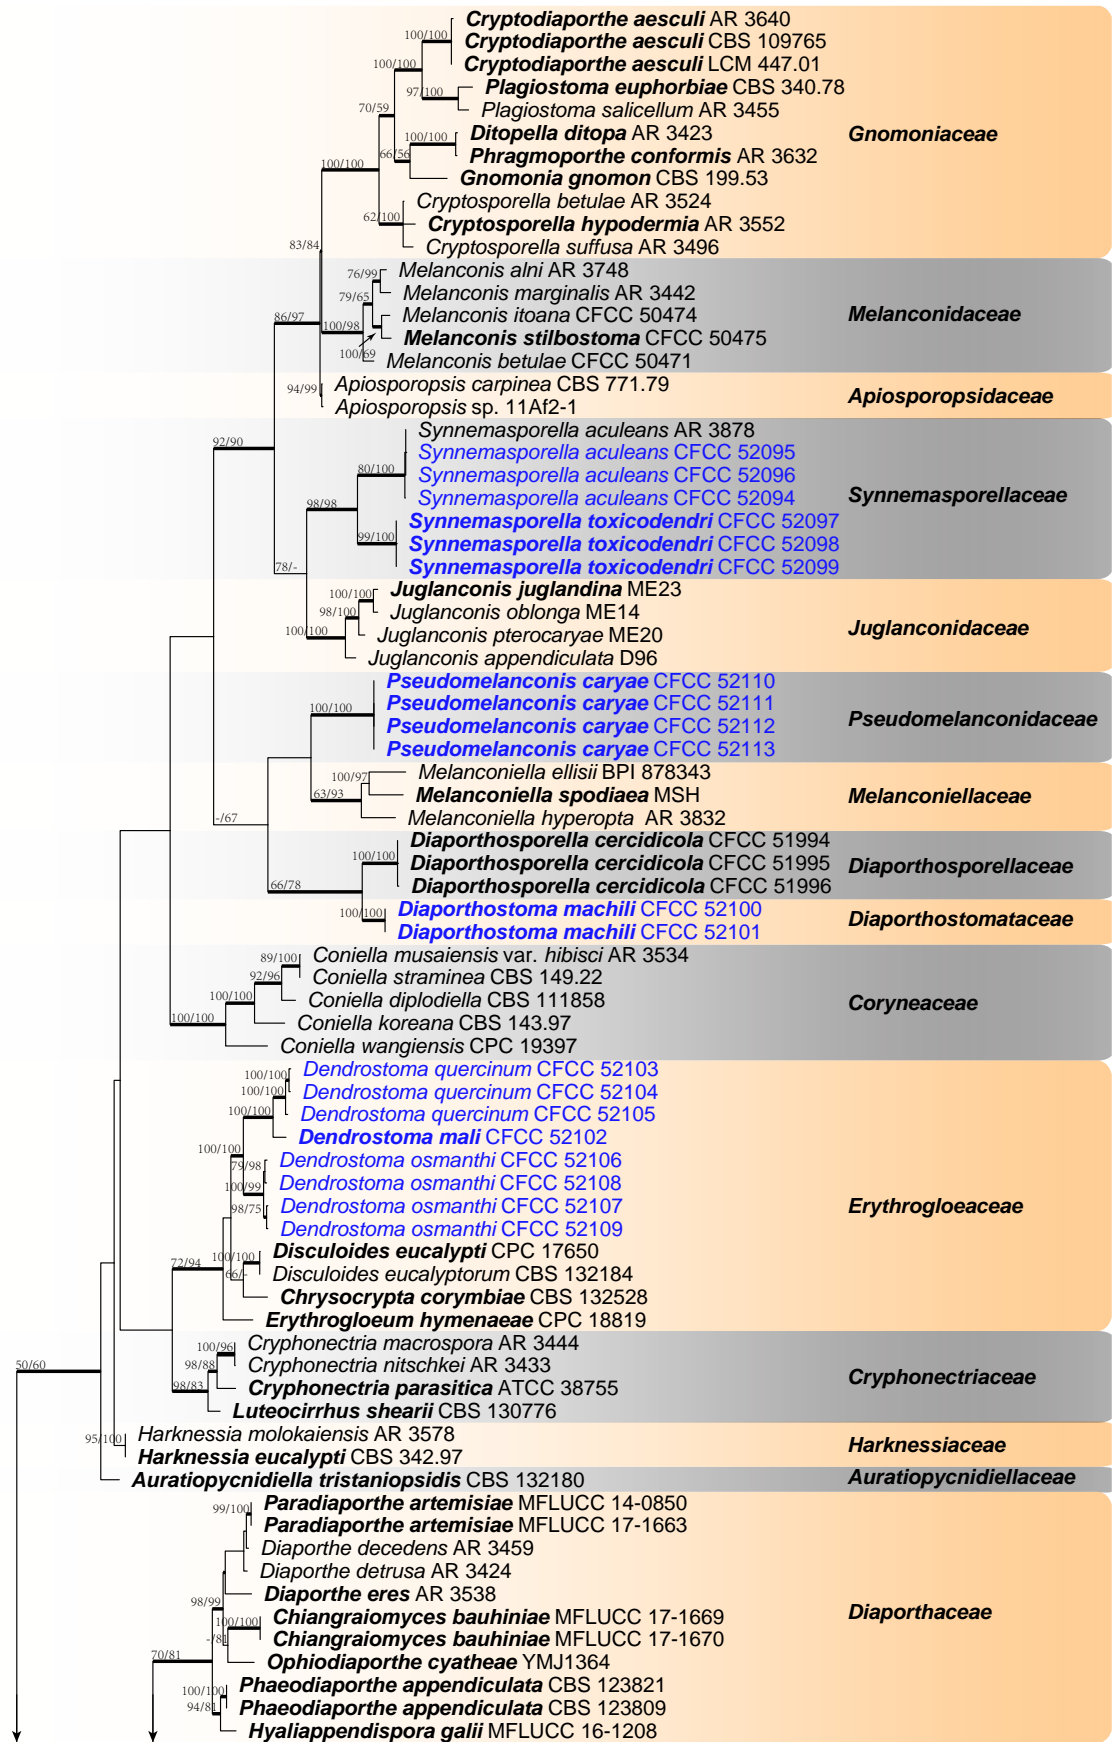 Cryptodiaporthe aesculi AR 3640
100/100
Cryptodiaporthe aesculi CBS 109765
100/100
Cryptodiaporthe aesculi LCM 447.01
97/100
Plagiostoma euphorbiae CBS 340.78
70/59
Plagiostoma salicellum AR 3455
Gnomoniaceae
100/100
Ditopella ditopa AR 3423
66/56
Phragmoporthe conformis AR 3632
100/100
Gnomonia gnomon CBS 199.53
Cryptosporella betulae AR 3524
62/100
Cryptosporella hypodermia AR 3552
83/84
Cryptosporella suffusa AR 3496
76/99
Melanconis alni AR 3748
79/65
Melanconis marginalis AR 3442
86/97
Melanconis itoana CFCC 50474
Melanconidaceae
100/98
Melanconis stilbostoma CFCC 50475
100/69
Melanconis betulae CFCC 50471
94/99
Apiosporopsis carpinea CBS 771.79
Apiosporopsidaceae
Apiosporopsis sp. 11Af2-1
92/90
Synnemasporella aculeans AR 3878
Synnemasporella aculeans CFCC 52095
80/100
Synnemasporella aculeans CFCC 52096
98/98
Synnemasporella aculeans CFCC 52094
Synnemasporellaceae
Synnemasporella toxicodendri CFCC 52097
99/100
Synnemasporella toxicodendri CFCC 52098
78/-
Synnemasporella toxicodendri CFCC 52099
100/100
Juglanconis juglandina ME23
98/100
Juglanconis oblonga ME14
100/100
Juglanconis pterocaryae ME20
Juglanconidaceae
Juglanconis appendiculata D96
Pseudomelanconis caryae CFCC 52110
100/100
Pseudomelanconis caryae CFCC 52111
Pseudomelanconidaceae
Pseudomelanconis caryae CFCC 52112
Pseudomelanconis caryae CFCC 52113
100/97
Melanconiella ellisii BPI 878343
63/93
Melanconiella spodiaea MSH
Melanconiellaceae
-/67
Melanconiella hyperopta AR 3832
Diaporthosporella cercidicola CFCC 51994
100/100
Diaporthosporella cercidicola CFCC 51995
Diaporthosporellaceae
66/78
Diaporthosporella cercidicola CFCC 51996
100/100
Diaporthostoma machili CFCC 52100
Diaporthostomataceae
Diaporthostoma machili CFCC 52101
89/100
Coniella musaiensis var. hibisci AR 3534
92/96
Coniella straminea CBS 149.22
100/100
Coniella diplodiella CBS 111858
Coryneaceae
100/100
Coniella koreana CBS 143.97
Coniella wangiensis CPC 19397
100/100
Dendrostoma quercinum CFCC 52103
100/100
Dendrostoma quercinum CFCC 52104
100/100
Dendrostoma quercinum CFCC 52105
Dendrostoma mali CFCC 52102
100/100
79/98
Dendrostoma osmanthi CFCC 52106
100/99
Dendrostoma osmanthi CFCC 52108
98/75
Dendrostoma osmanthi CFCC 52107
Erythrogloeaceae
Dendrostoma osmanthi CFCC 52109
100/100
Disculoides eucalypti CPC 17650
72/94
66/-
Disculoides eucalyptorum CBS 132184
Chrysocrypta corymbiae CBS 132528
Erythrogloeum hymenaeae CPC 18819
100/96
Cryphonectria macrospora AR 3444
50/60
98/88
Cryphonectria nitschkei AR 3433
Cryphonectriaceae
98/83
Cryphonectria parasitica ATCC 38755
Luteocirrhus shearii CBS 130776
95/100
Harknessia molokaiensis AR 3578
Harknessiaceae
Harknessia eucalypti CBS 342.97
Auratiopycnidiella tristaniopsidis CBS 132180
Auratiopycnidiellaceae
99/100
Paradiaporthe artemisiae MFLUCC 14-0850
Paradiaporthe artemisiae MFLUCC 17-1663
Diaporthe decedens AR 3459
Diaporthe detrusa AR 3424
98/99
Diaporthe eres AR 3538
100/100
Chiangraiomyces bauhiniae MFLUCC 17-1669
Diaporthaceae
-/81
Chiangraiomyces bauhiniae MFLUCC 17-1670
70/81
Ophiodiaporthe cyatheae YMJ1364
100/100
Phaeodiaporthe appendiculata CBS 123821
94/81
Phaeodiaporthe appendiculata CBS 123809
Hyaliappendispora galii MFLUCC 16-1208